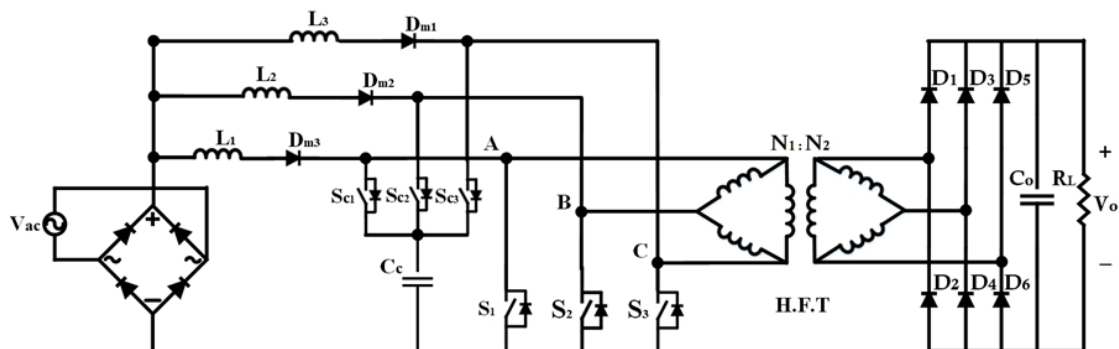 L3
Dm1
L2
Dm2
L1
Dm3
A
N1 : N2
D1
D3
D5
Sc1
Sc2
Sc3
B
Vac
+
−
Cc
C
Co
RL
+
Vo
−
S1
S2
S3
H.F.T
D2
D4
D6